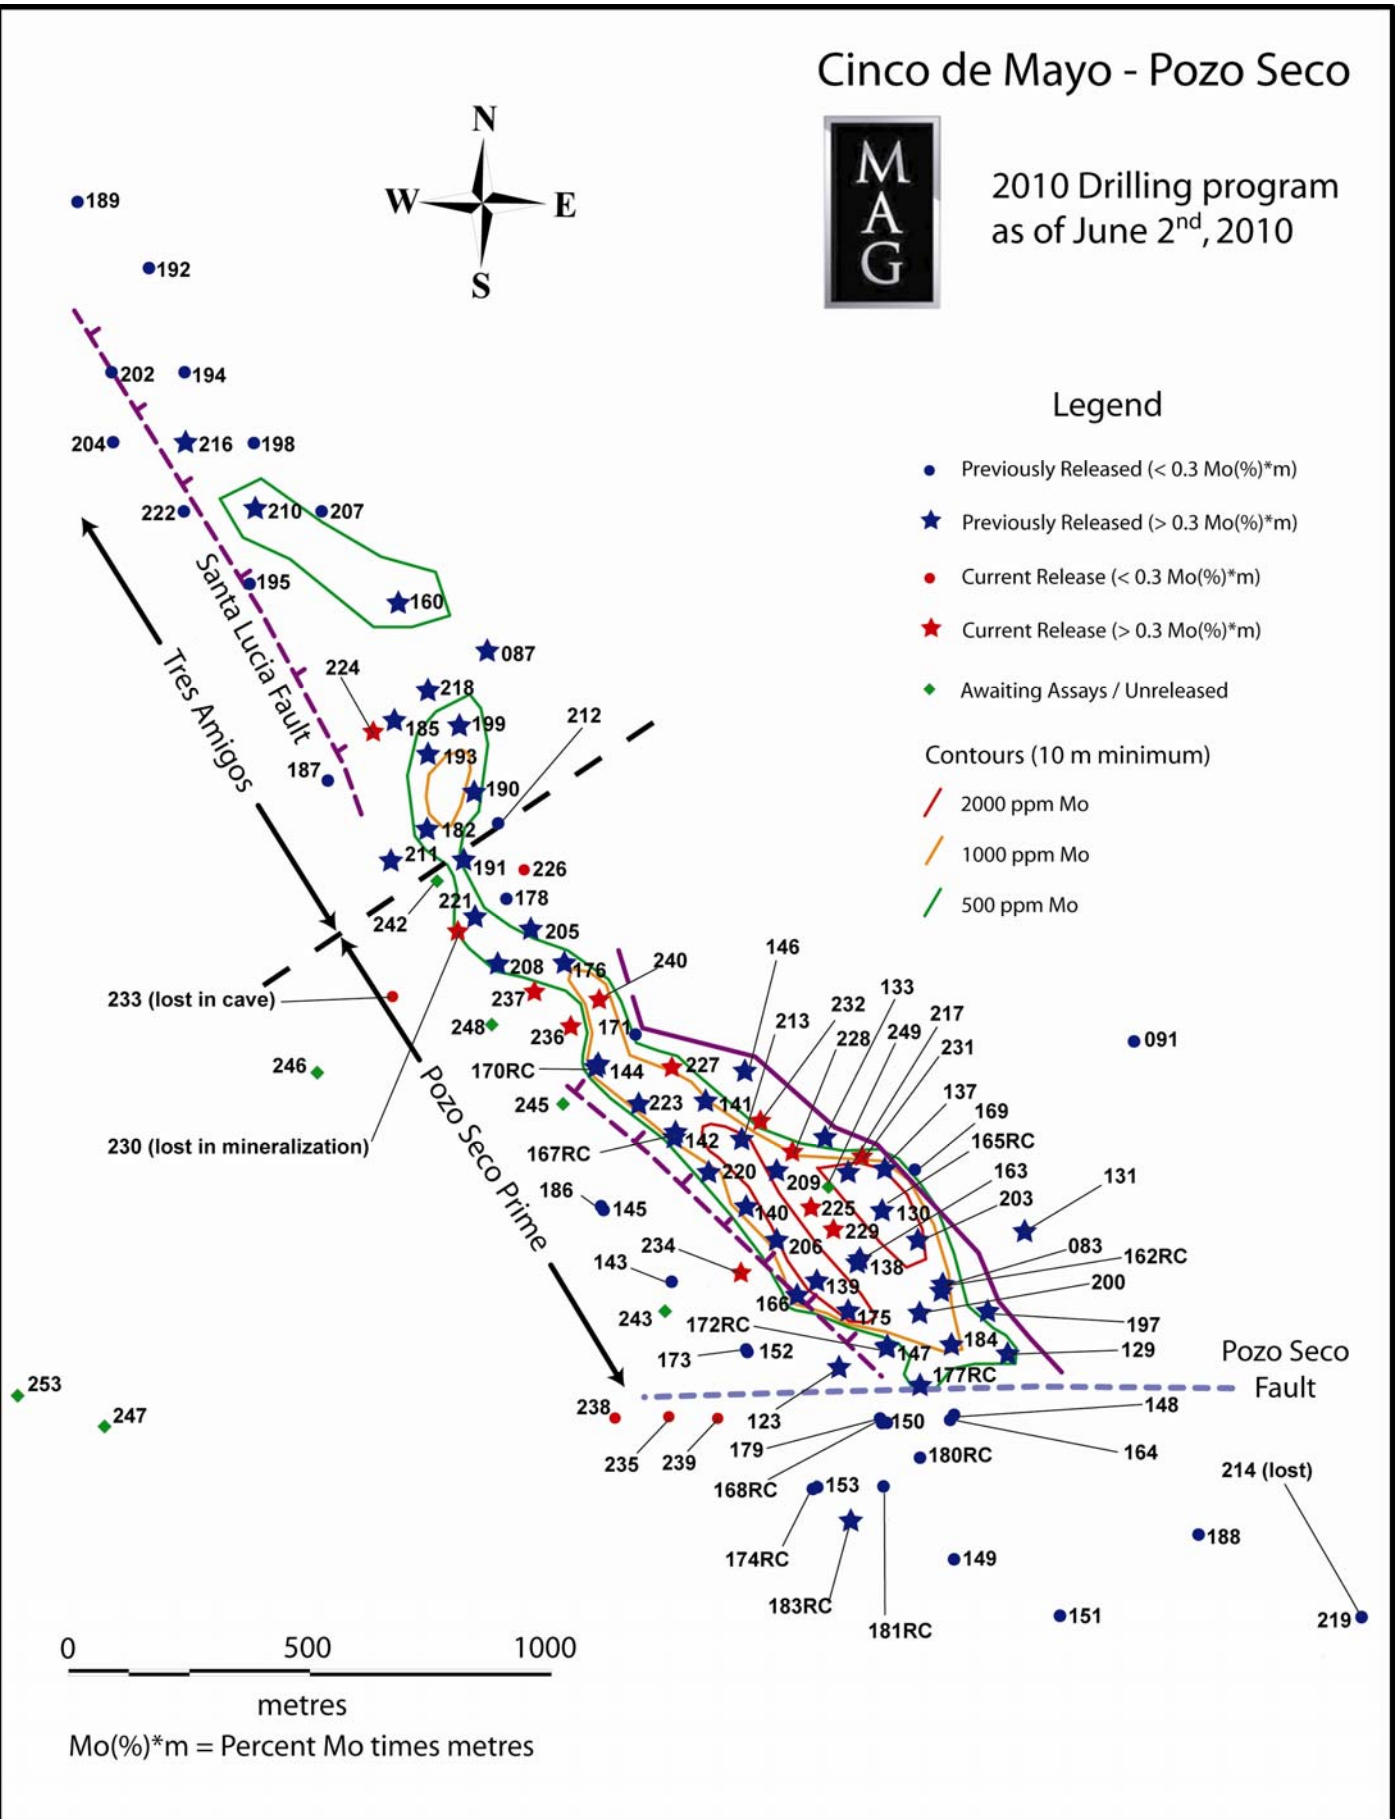 Cinco de Mayo - Pozo Seco
N
W
E
S
M
A
G
2010 Drilling program
as of June 2nd, 2010
189
192
202
194
204
216
198
222
210
207
195
160
Santa Lucia Fault
Tres Amigos
087
224
218
185
199
193
187
190
212
182
211
191
226
178
242
221
205
208
176
240
146
233 (lost in cave)
237
133
232
213
217
248
236
171
228
249
231
091
246
170RC
144
227
137
245
223
141
169
230 (lost in mineralization)
Pozo Seco Prime
167RC
142
165RC
220
209
163
131
186
145
140
225
130
203
229
234
206
138
083
143
162RC
139
200
166
243
175
172RC
197
184
173
152
147
129
Pozo Seco
Fault
177RC
253
247
238
123
150
148
235
239
179
164
180RC
168RC
214 (lost)
153
188
174RC
149
183RC
151
181RC
219
Legend
Previously Released (< 0.3 Mo(%)*m)
Previously Released (> 0.3 Mo(%)*m)
Current Release (< 0.3 Mo(%)*m)
Current Release (> 0.3 Mo(%)*m)
Awaiting Assays / Unreleased
Contours (10 m minimum)
2000 ppm Mo
1000 ppm Mo
500 ppm Mo
0 500 1000
metres
Mo(%)*m = Percent Mo times metres